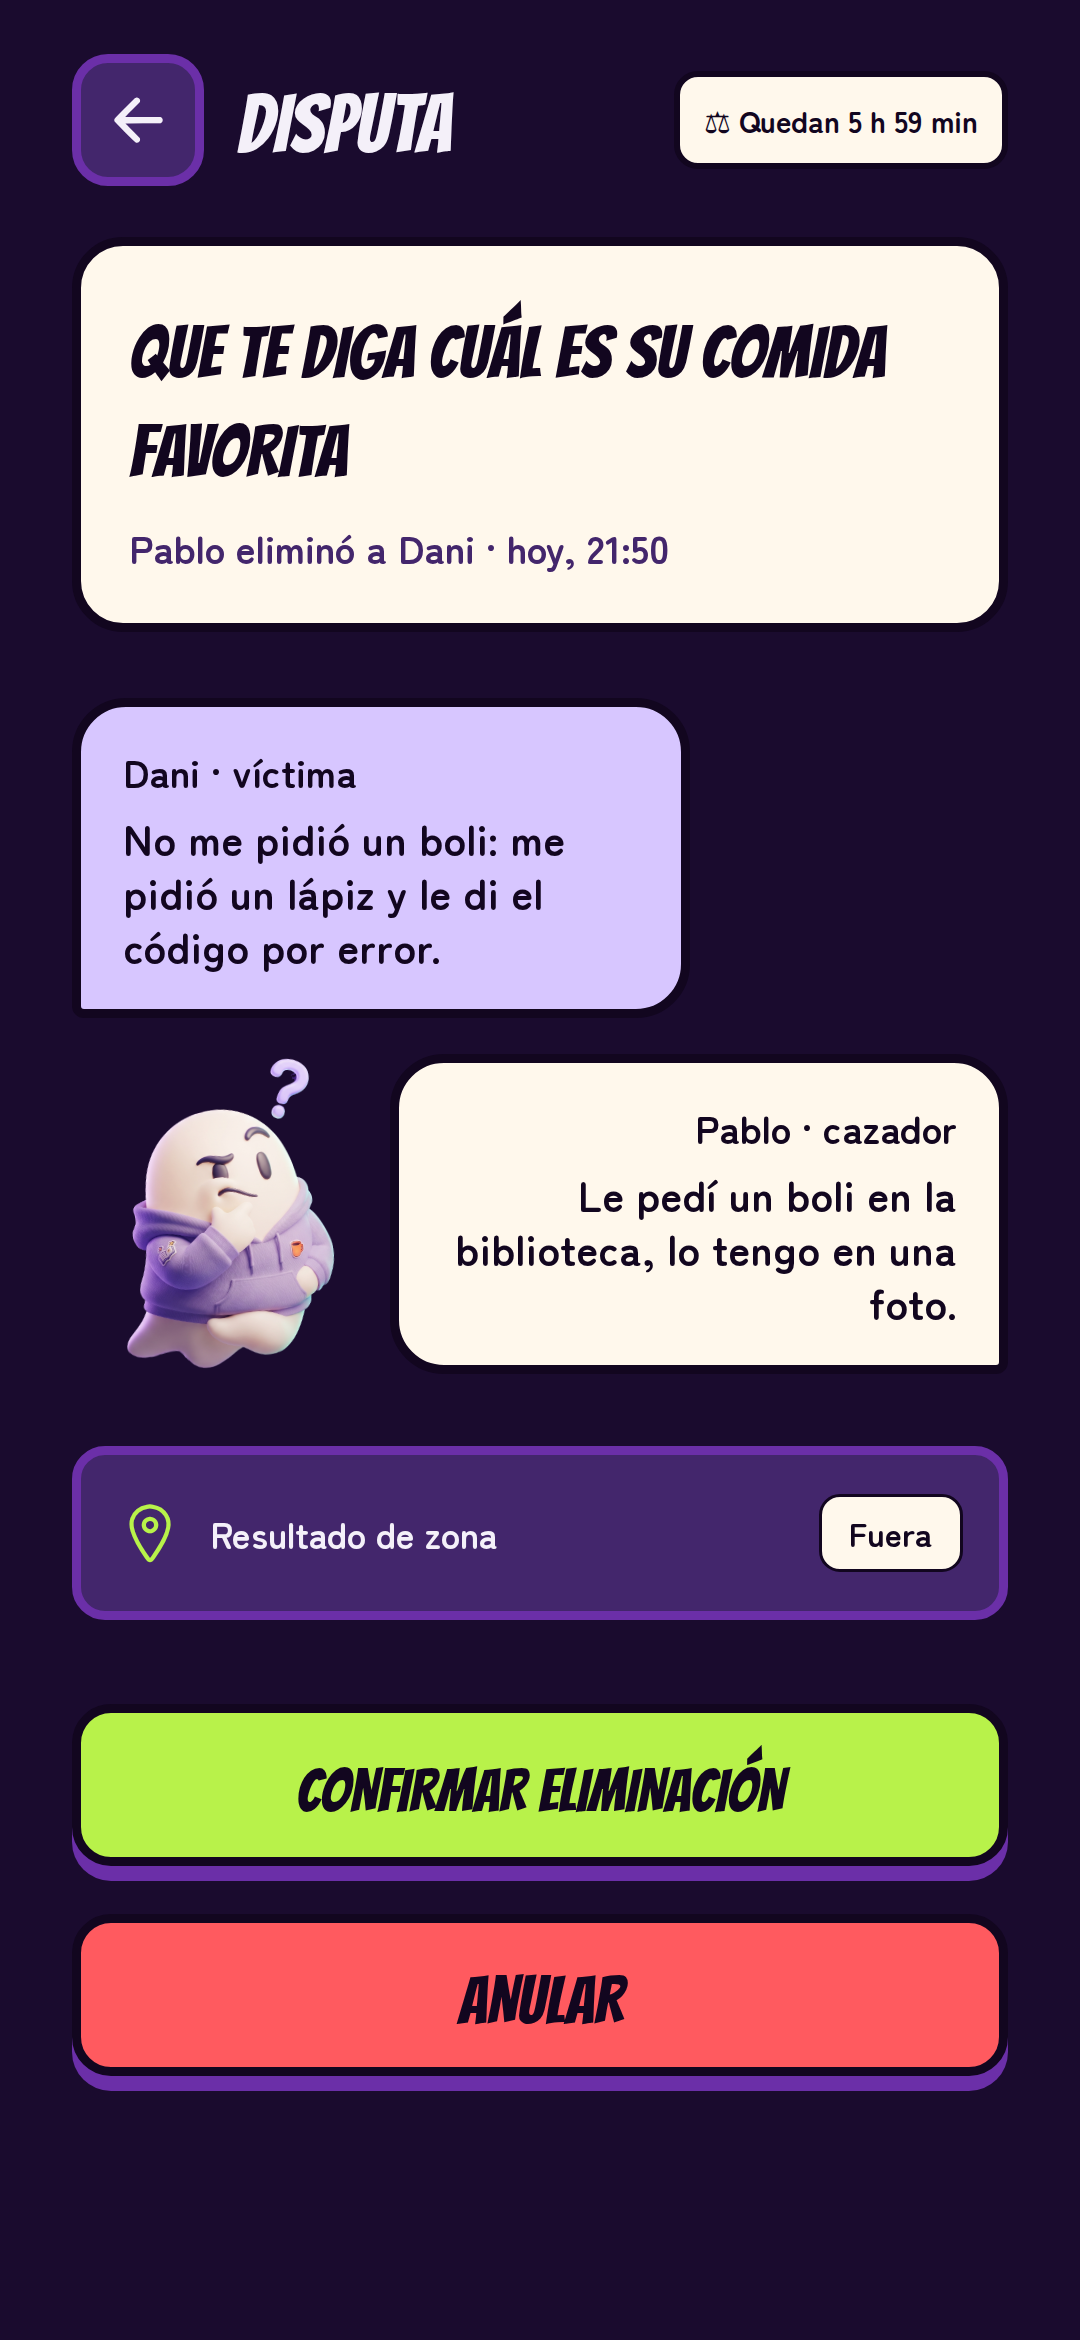 DISPUTA
⚖ Quedan 5 h 59 min
QUE TE DIGA CUÁL ES SU COMIDA
FAVORITA
Pablo eliminó a Dani · hoy, 21:50
Dani · víctima
No me pidió un boli: me
pidió un lápiz y le di el
código por error.
?
Pablo · cazador
Le pedí un boli en la
biblioteca, lo tengo en una
foto.
Resultado de zona
Fuera
CONFIRMAR ELIMINACIÓN
ANULAR